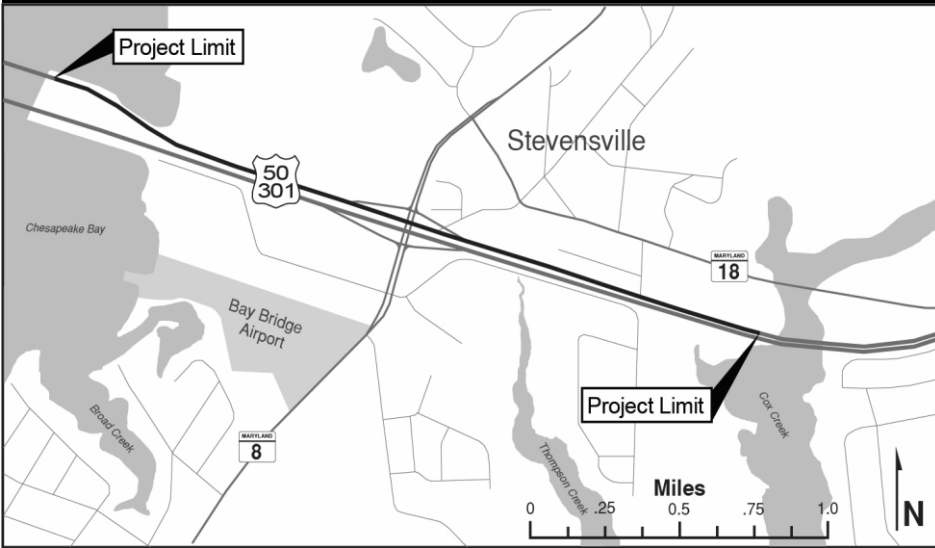 Project Limit
Stevensville
50
301
Chesapeake Bay
MARYLAND
18
Bay Bridge
Airport
Project Limit
Broad Creek
Cox Creek
MARYLAND
8
Thompson Creek
Miles
0 .25 0.5 .75 1.0
N